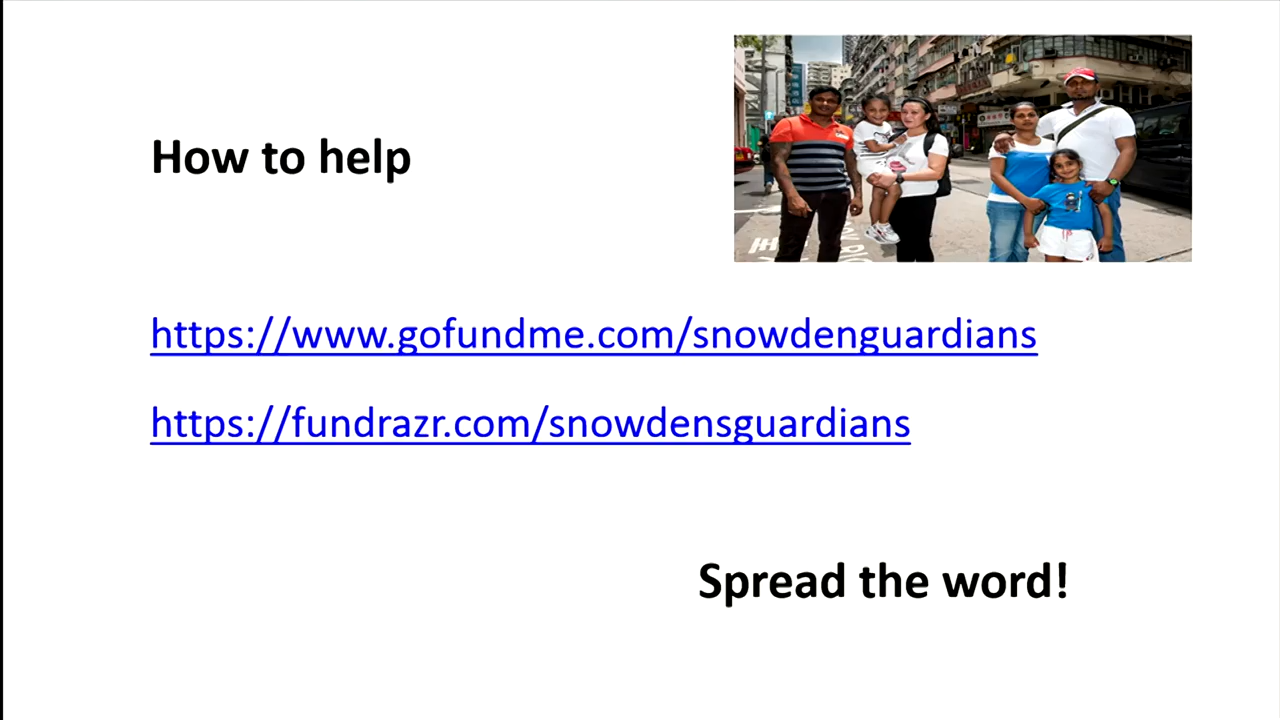 How to help
https://www.gofundme.com/snowdenguardians
https://fundrazr.com/snowdensguardians
Spread the word!